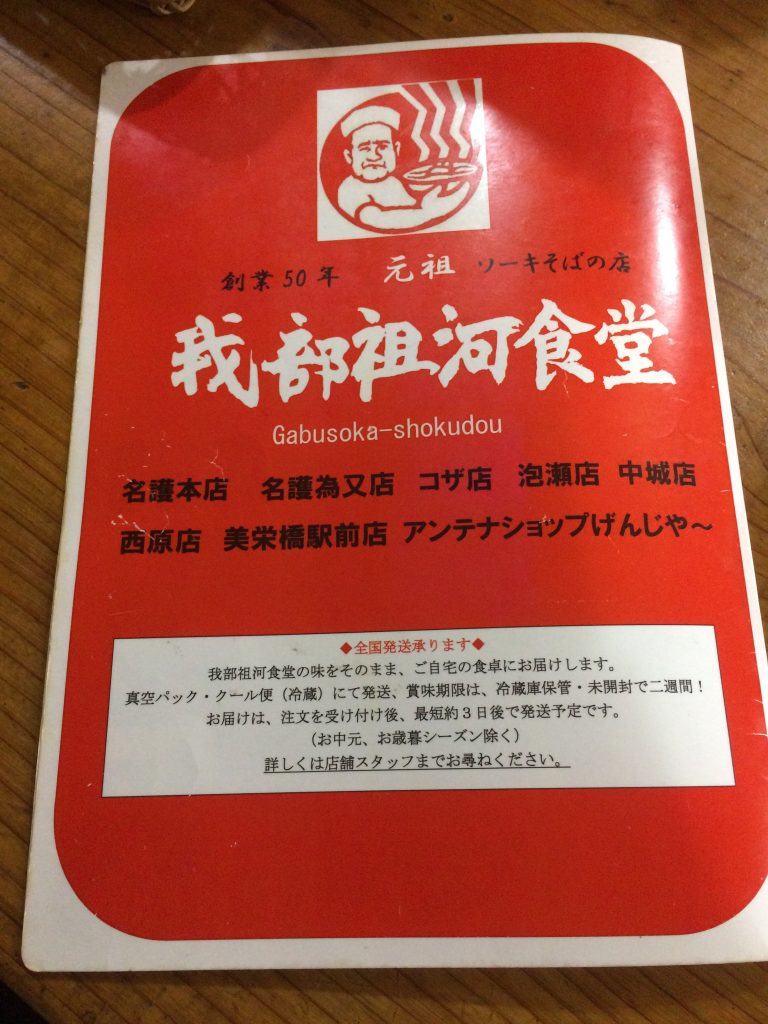 創業50年 元祖 ソーキそばの店
我部祖河食堂
Gabusoka-shokudou
名護本店 名護為又店 コザ店 泡瀬店 中城店
西原店 美栄橋駅前店 アンテナショップげんじや～
◆全国発送承ります◆
我部祖河食堂の味をそのまま、ご自宅の食卓にお届けします。
真空パック・クール便（冷蔵）にて発送、賞味期限は、冷蔵庫保管・未開封で二週間！
お届けは、注文を受け付け後、最短約３日後で発送予定です。
（お中元、お歳暮シーズン除く）
詳しくは店舗スタッフまでお尋ねください。